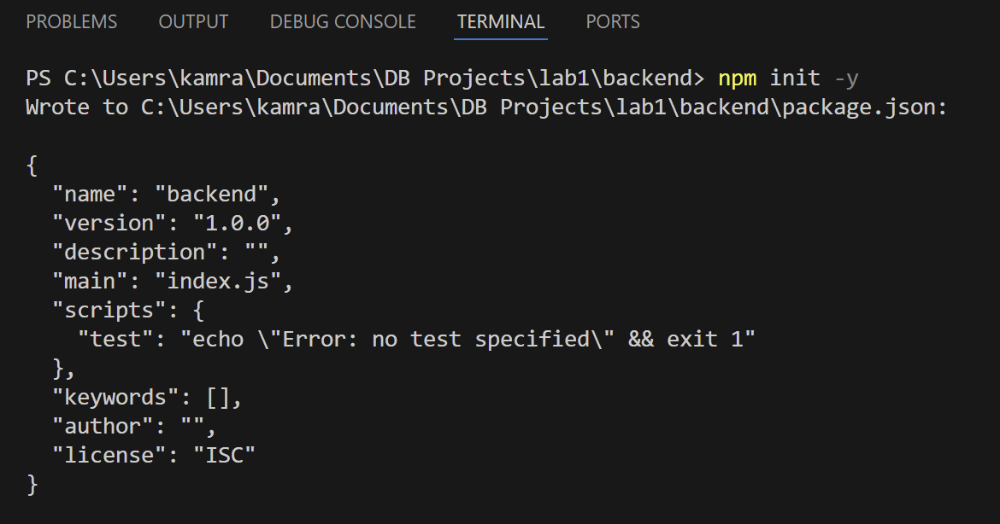 PROBLEMS OUTPUT DEBUG CONSOLE TERMINAL PORTS
PS C:\Users\kamra\Documents\DB Projects\lab1\backend> npm init -y
Wrote to C:\Users\kamra\Documents\DB Projects\lab1\backend\package.json:
{
  "name": "backend",
  "version": "1.0.0",
  "description": "",
  "main": "index.js",
  "scripts": {
    "test": "echo \"Error: no test specified\" && exit 1"
  },
  "keywords": [],
  "author": "",
  "license": "ISC"
}